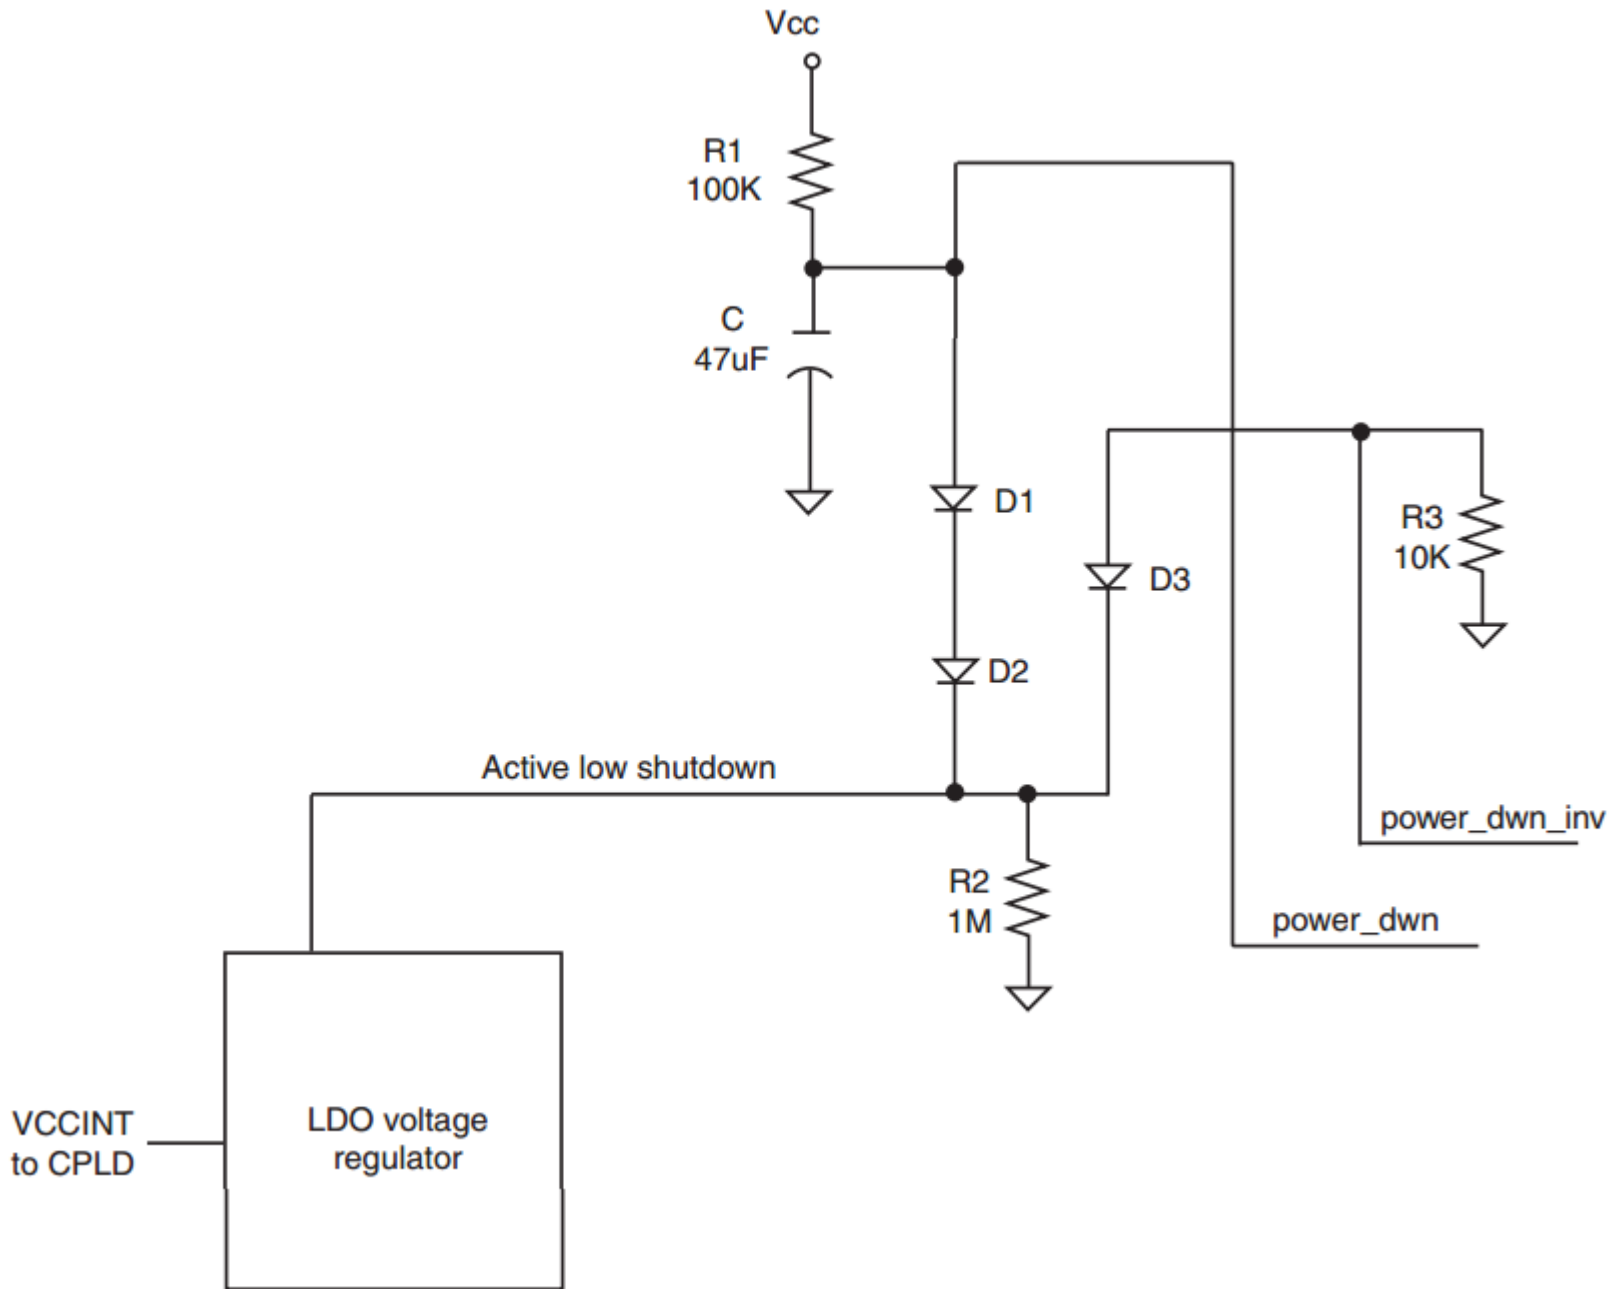 Vcc
R1
100K
C
47uF
D1
R3
10K
D3
D2
Active low shutdown
power_dwn_inv
R2
1M
power_dwn
LDO voltage
regulator
VCCINT
to CPLD